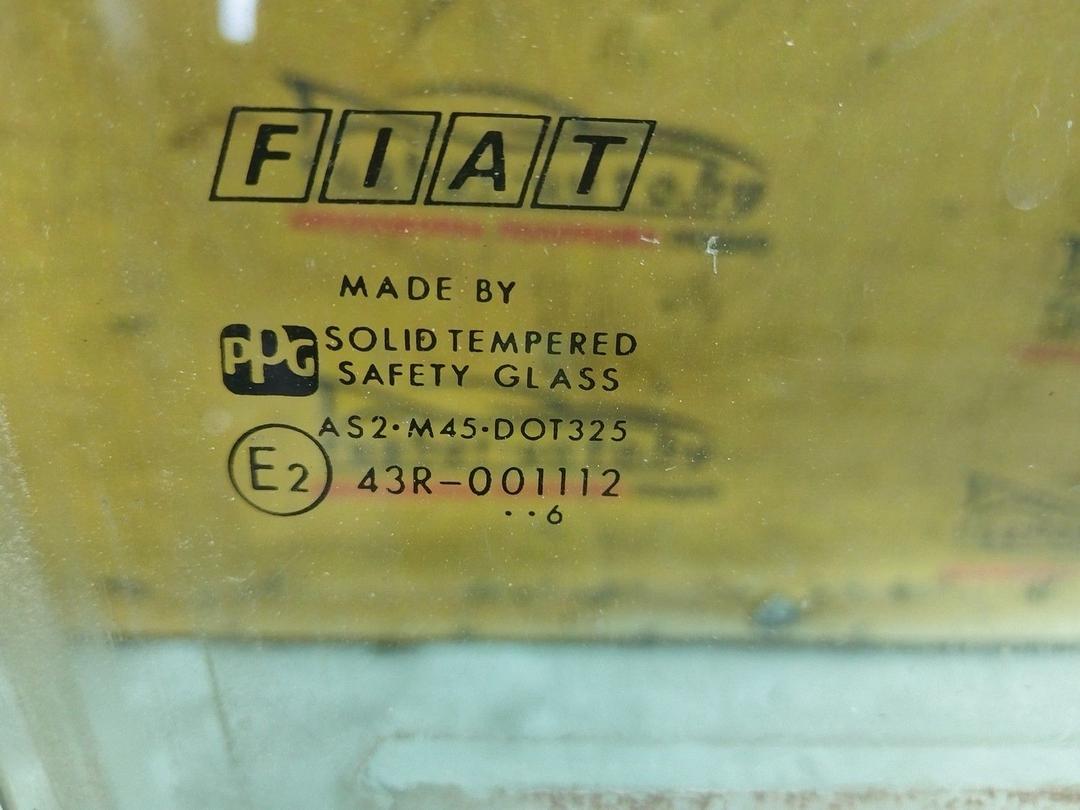 FIAT
MADE BY
PPG SOLID TEMPERED
SAFETY GLASS
AS2·M45·DOT325
E2 43R-001112
··6